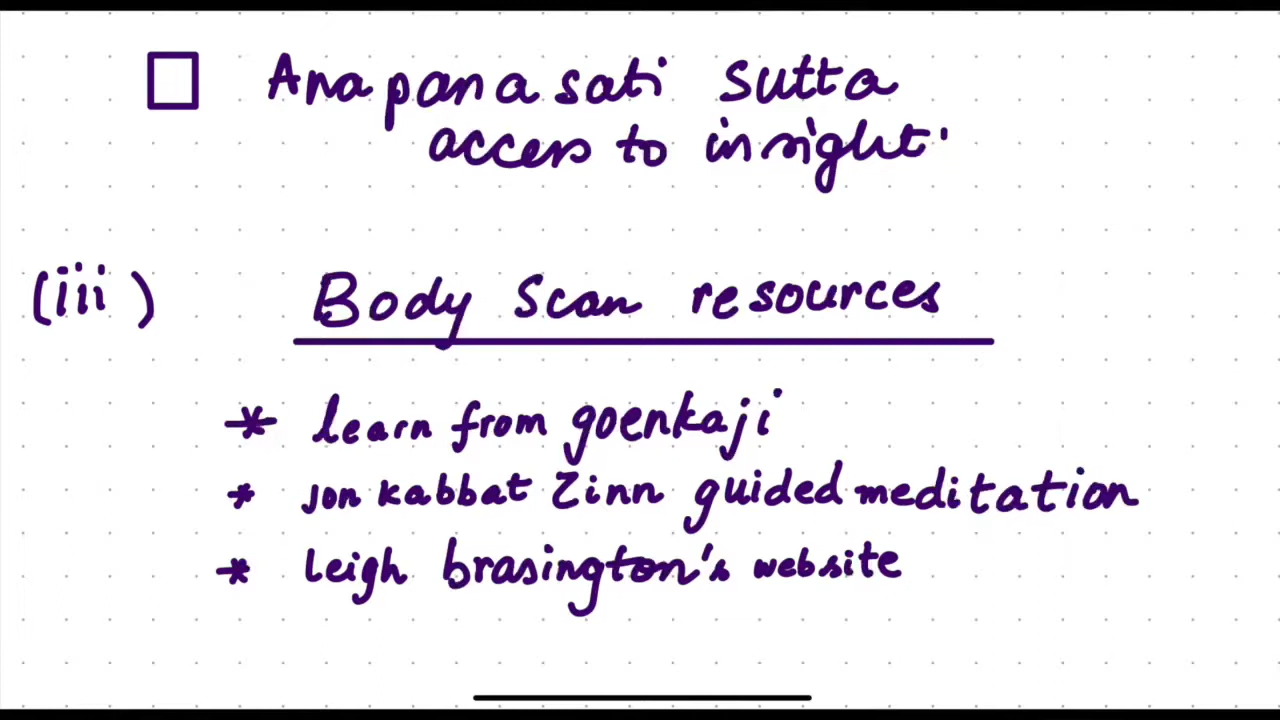 ☐ Anapanasati sutta
access to insight.
(iii) Body Scan resources
* learn from goenkaji
* Jon kabbat Zinn guided meditation
* leigh brasington's website